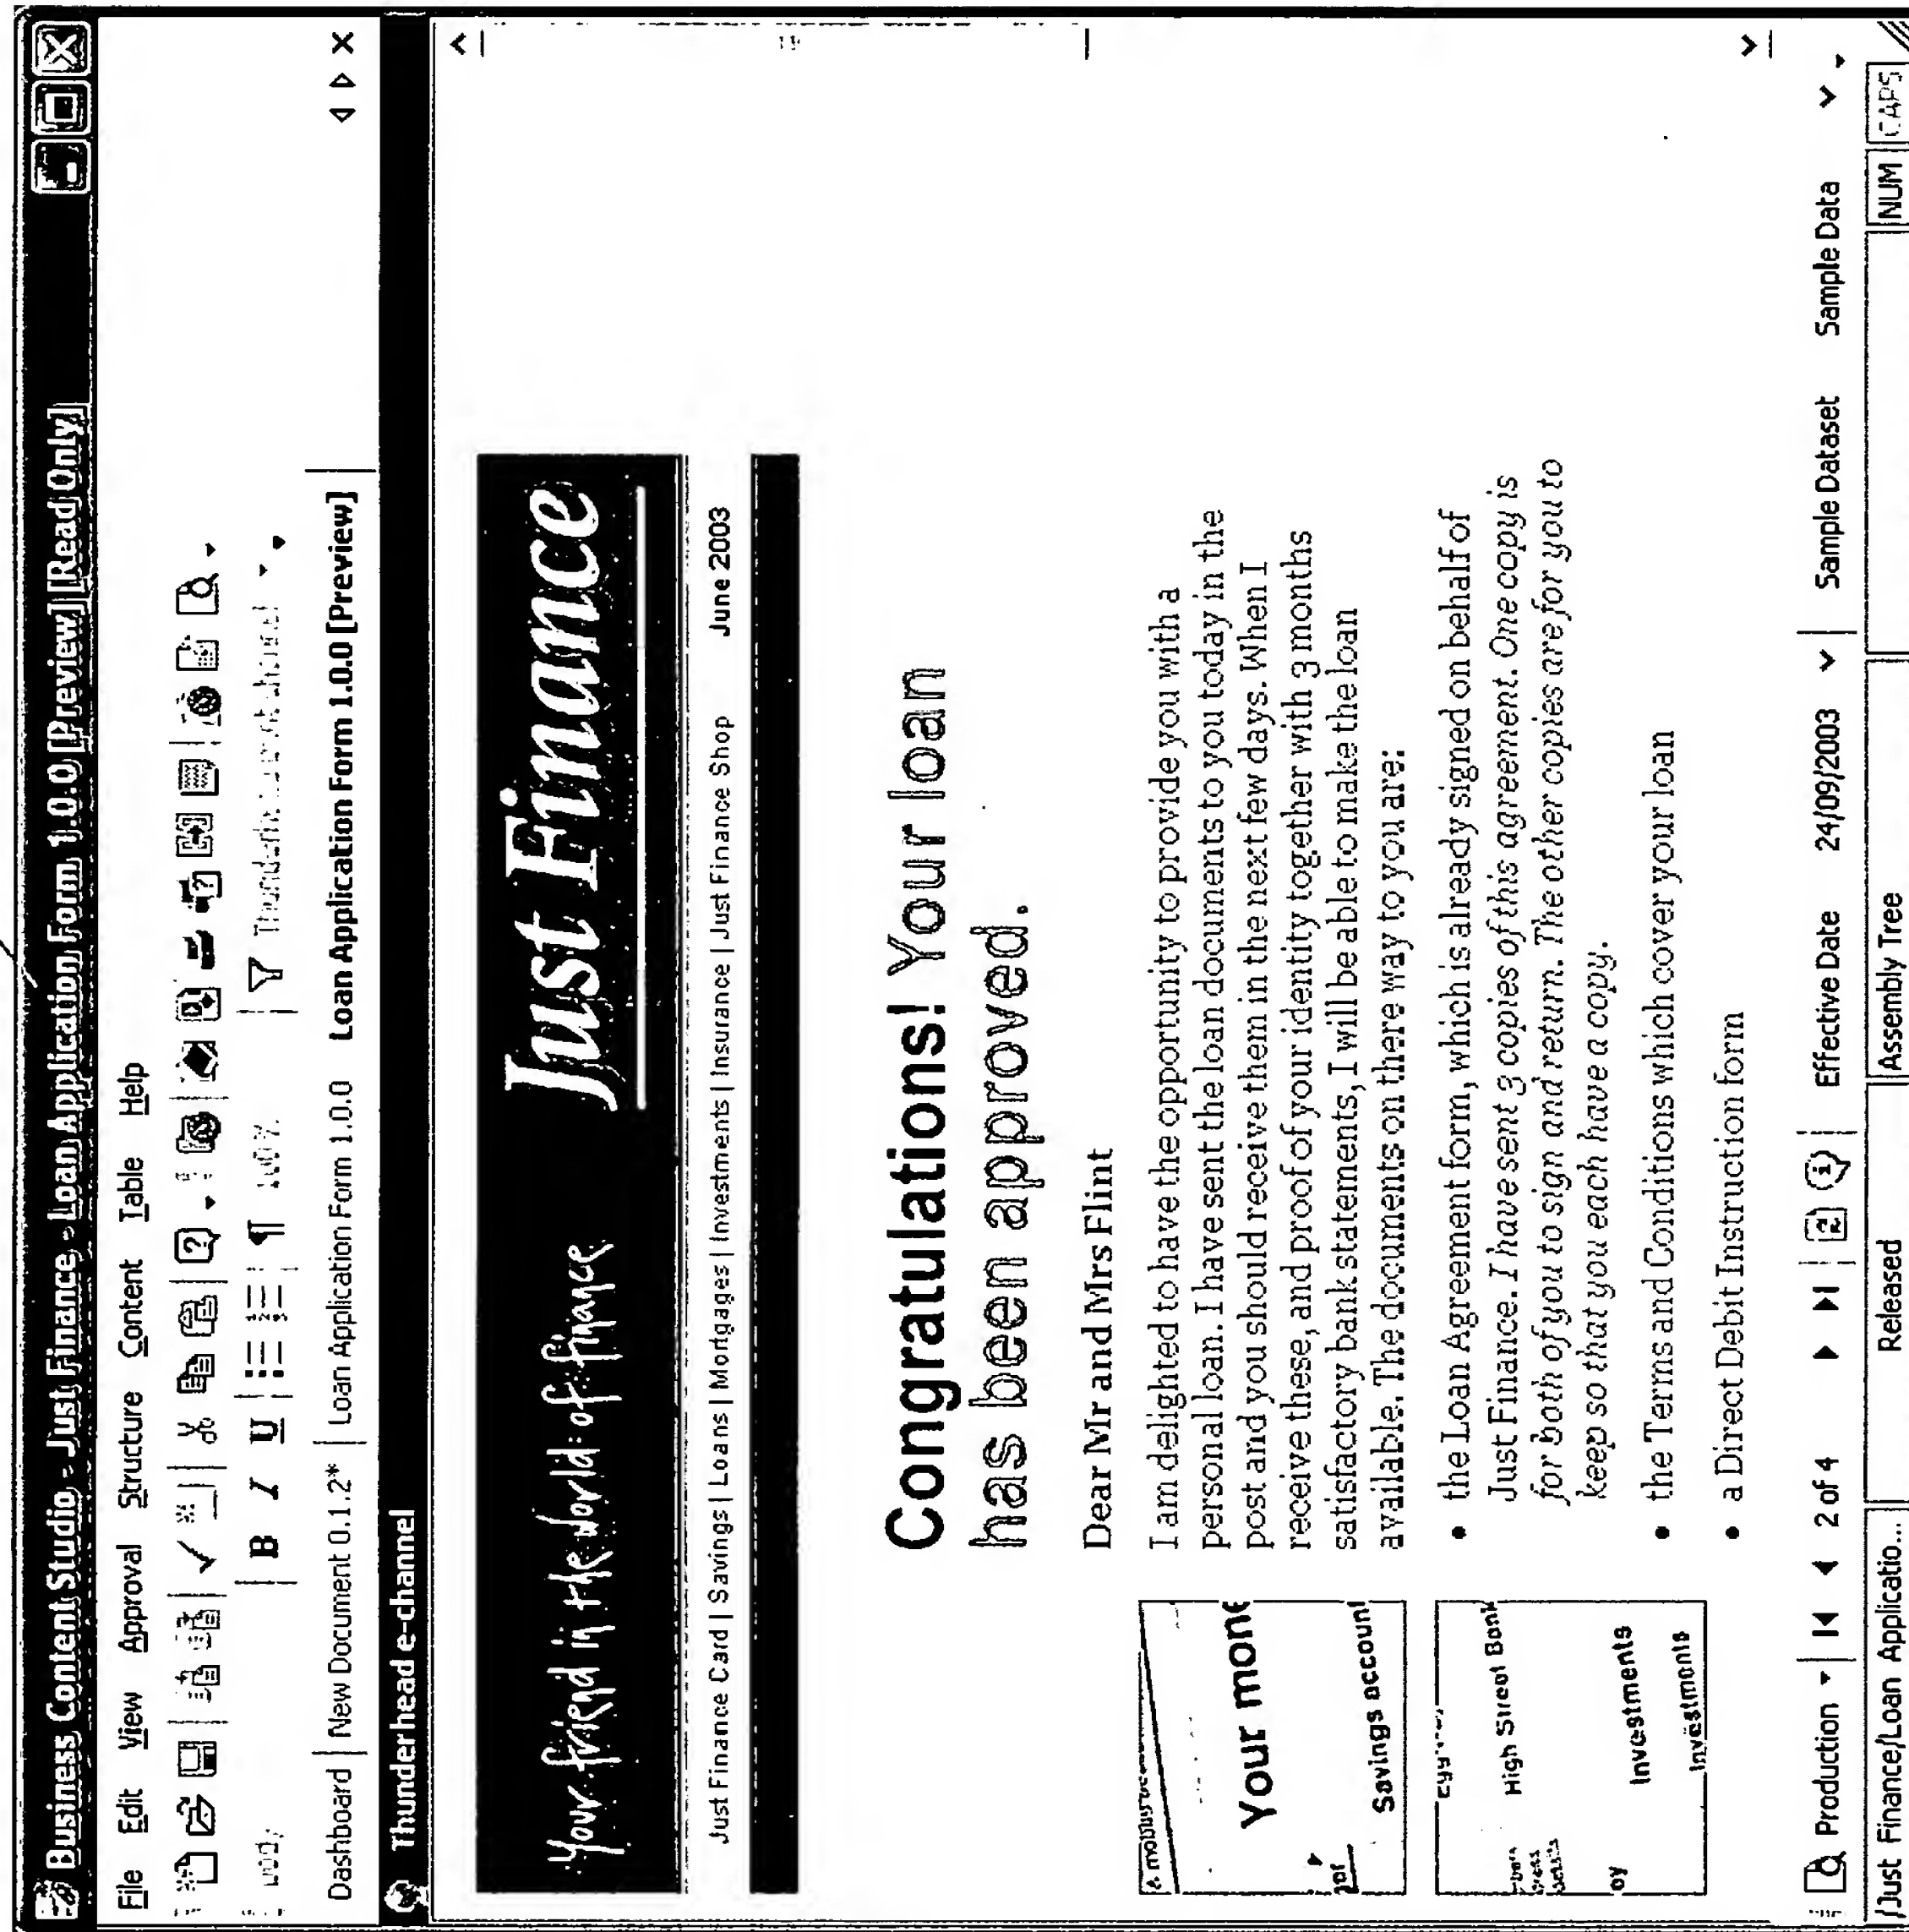 Business Content Studio - Just Finance - Loan Application Form 1.0.0 [Preview] [Read Only]
File Edit View Approval Structure Content Table Help
B I U ¶ 100%
Dashboard New Document 0.1.2* Loan Application Form 1.0.0 Loan Application Form 1.0.0 [Preview]
Thunderhead e-channel
Your friend in the world of finance Just Finance
Just Finance Card | Savings | Loans | Mortgages | Investments | Insurance | Just Finance Shop June 2003
Congratulations! Your loan
has been approved.
Dear Mr and Mrs Flint
I am delighted to have the opportunity to provide you with a
personal loan. I have sent the loan documents to you today in the
post and you should receive them in the next few days. When I
receive these, and proof of your identity together with 3 months
satisfactory bank statements, I will be able to make the loan
available. The documents on there way to you are:
• the Loan Agreement form, which is already signed on behalf of
Just Finance. I have sent 3 copies of this agreement. One copy is
for both of you to sign and return. The other copies are for you to
keep so that you each have a copy.
• the Terms and Conditions which cover your loan
• a Direct Debit Instruction form
Your mone
Savings account
High Street Bank
Investments
Investments
oy
Production 2 of 4 Effective Date 24/09/2003 Sample Dataset Sample Data
/Just Finance/Loan Applicatio... Released Assembly Tree NUM CAPS